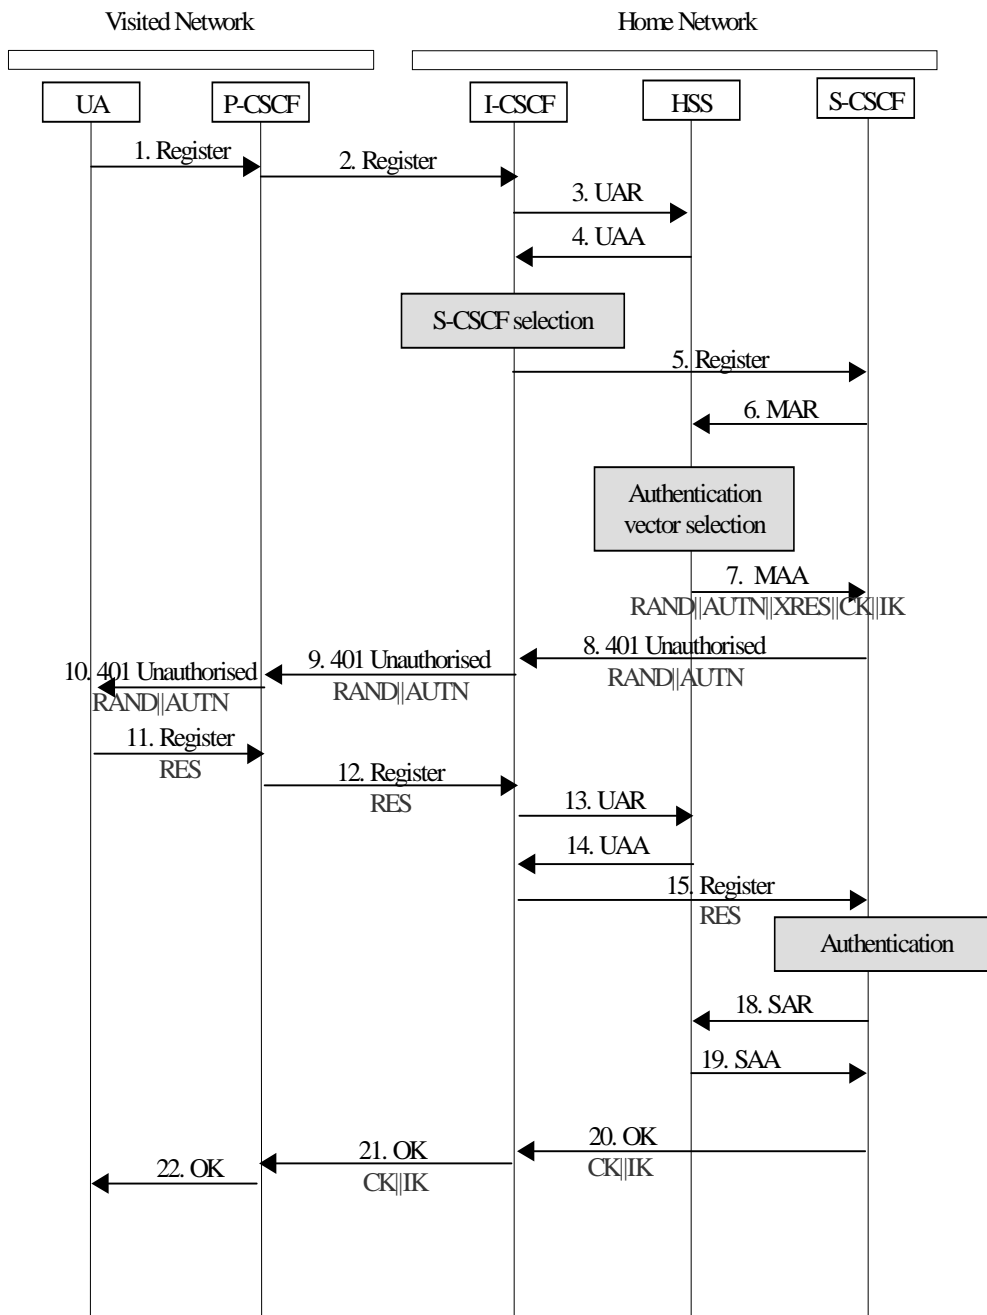 Visited Network
Home Network
UA
P-CSCF
I-CSCF
HSS
S-CSCF
1. Register
2. Register
3. UAR
4. UAA
S-CSCF selection
5. Register
6. MAR
Authentication
vector selection
7. MAA
RAND||AUTN||XRES||CK||IK
8. 401 Unauthorised
RAND||AUTN
9. 401 Unauthorised
RAND||AUTN
10. 401 Unauthorised
RAND||AUTN
11. Register
RES
12. Register
RES
13. UAR
14. UAA
15. Register
RES
Authentication
18. SAR
19. SAA
20. OK
CK||IK
21. OK
CK||IK
22. OK